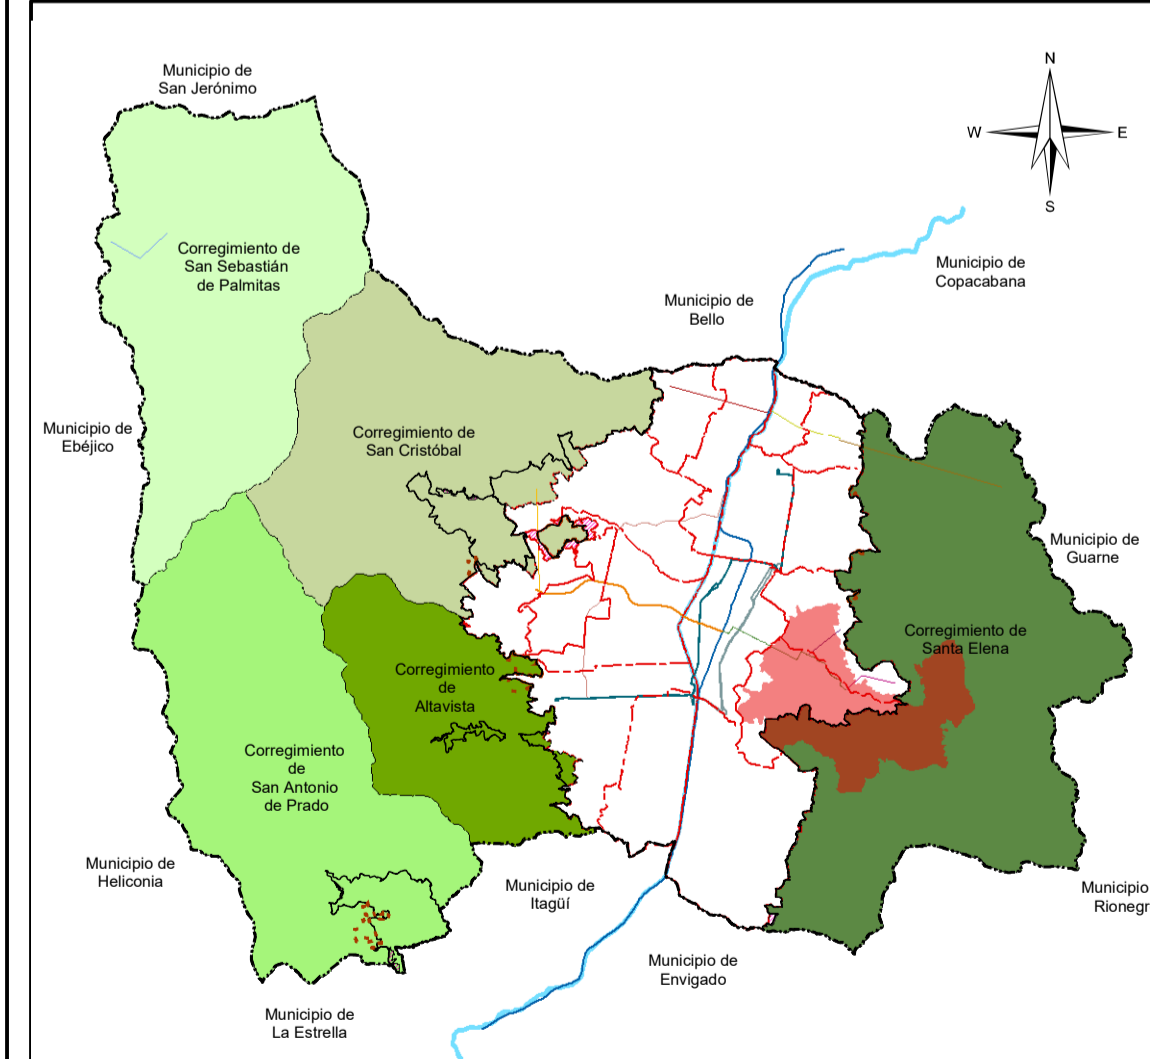 N
W
E
S
Municipio de
San Jerónimo
Corregimiento de
San Sebastián
de Palmitas
Municipio de
Copacabana
Municipio de
Bello
Municipio de
Ebéjico
Corregimiento de
San Cristóbal
Municipio de
Guarne
Corregimiento de
Santa Elena
Corregimiento
de
Altavista
Corregimiento
de
San Antonio
de Prado
Municipio de
Heliconia
Municipio de
Itagüí
Municipio
Rionegr
Municipio de
Envigado
Municipio de
La Estrella